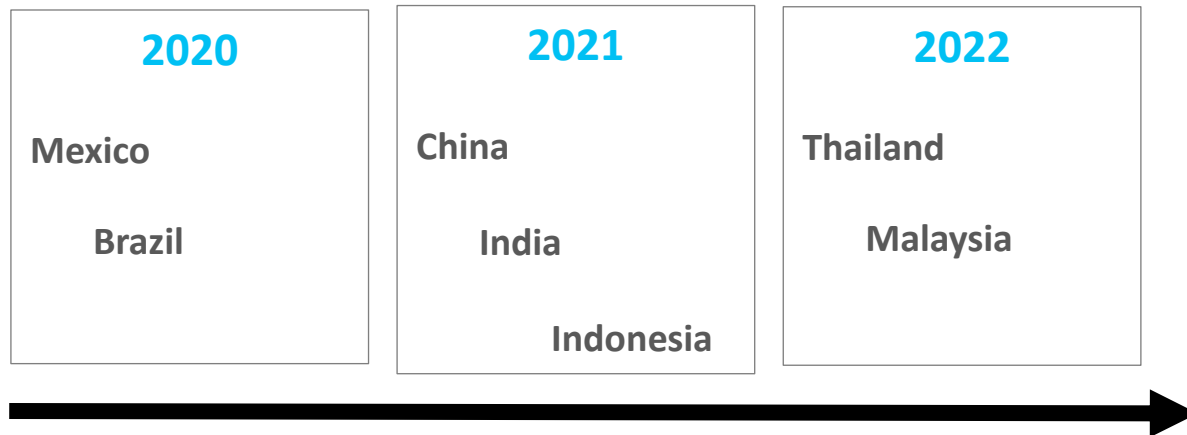 2020
Mexico
Brazil
2021
China
India
Indonesia
2022
Thailand
Malaysia